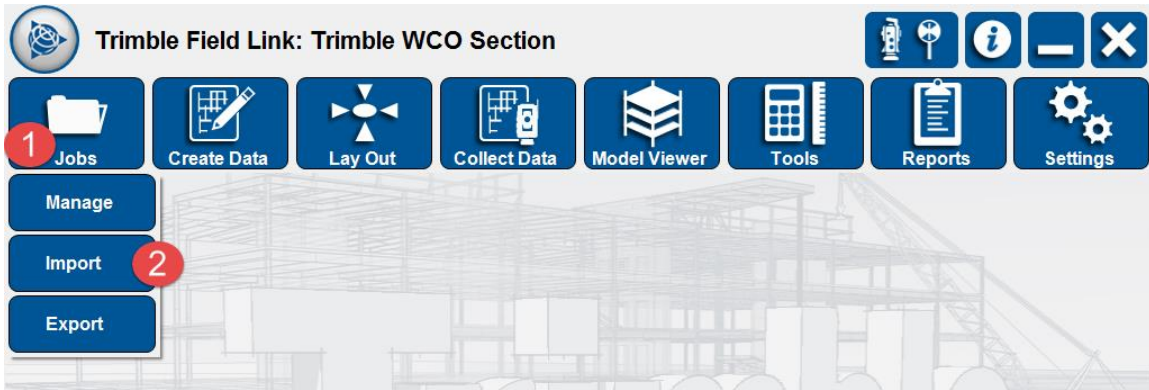 Trimble Field Link: Trimble WCO Section
1
Jobs
Create Data
Lay Out
Collect Data
Model Viewer
Tools
Reports
Settings
Manage
Import
2
Export